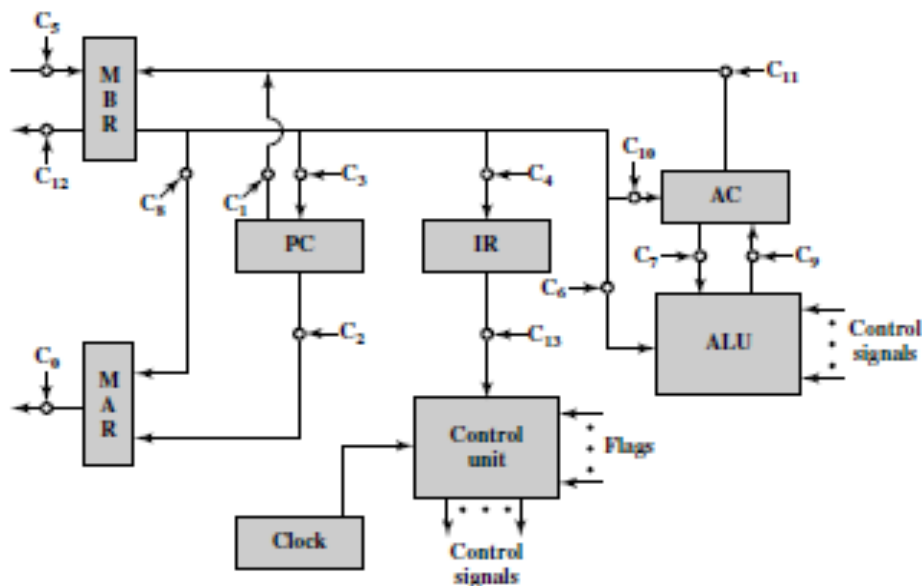 C5
M
B
R
C11
C12
C8
C1
C3
C4
C10
AC
PC
IR
C7
C9
C6
C2
C13
ALU
Control
signals
C0
M
A
R
Control
unit
Flags
Clock
Control
signals